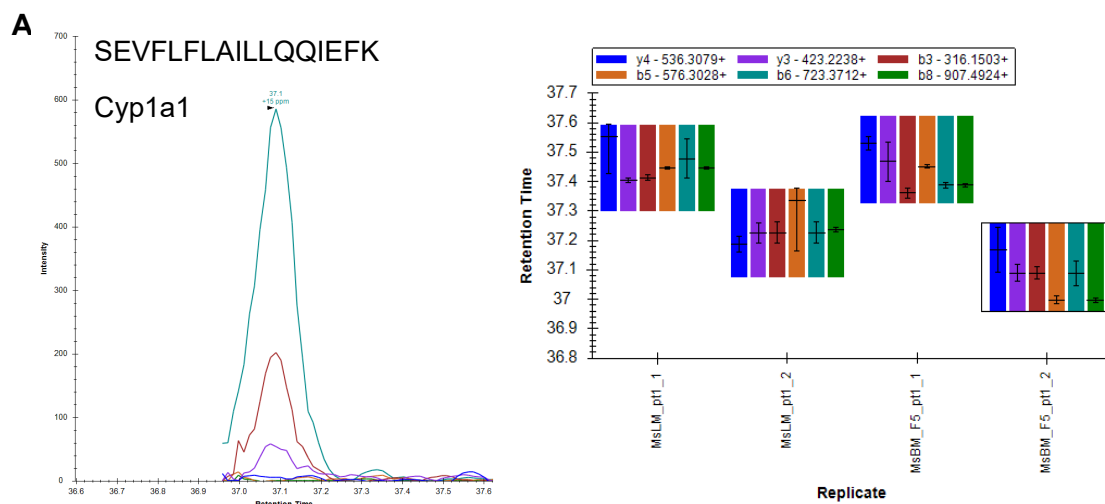 A
SEVFLFLAILLQQIEFK
Cyp1a1
700
600
500
400
300
200
100
0
Intensity
37.1
+15 ppm
36.6 36.7 36.8 36.9 37.0 37.1 37.2 37.3 37.4 37.5 37.6
Retention Time
y4 - 536.3079+ y3 - 423.2238+ b3 - 316.1503+
b5 - 576.3028+ b6 - 723.3712+ b8 - 907.4924+
37.7
37.6
37.5
37.4
37.3
37.2
37.1
37
36.9
36.8
Retention Time
MsLM_pt1_1
MsLM_pt1_2
MsBM_F5_pt1_1
MsBM_F5_pt1_2
Replicate